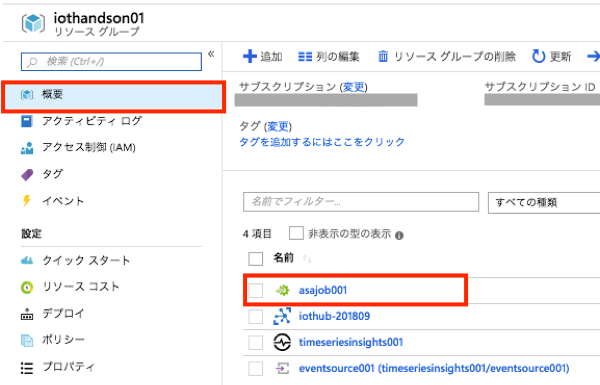 iothandson01
リソース グループ
検索 (Ctrl+/)
«
概要
アクティビティ ログ
アクセス制御 (IAM)
タグ
イベント
設定
クイック スタート
リソース コスト
デプロイ
ポリシー
プロパティ
追加
列の編集
リソース グループの削除
更新
サブスクリプション (変更)
サブスクリプション ID
タグ (変更)
タグを追加するにはここをクリック
名前でフィルター...
すべての種類
4 項目
非表示の型の表示
名前
asajob001
iothub-201809
timeseriesinsights001
eventsource001 (timeseriesinsights001/eventsource001)